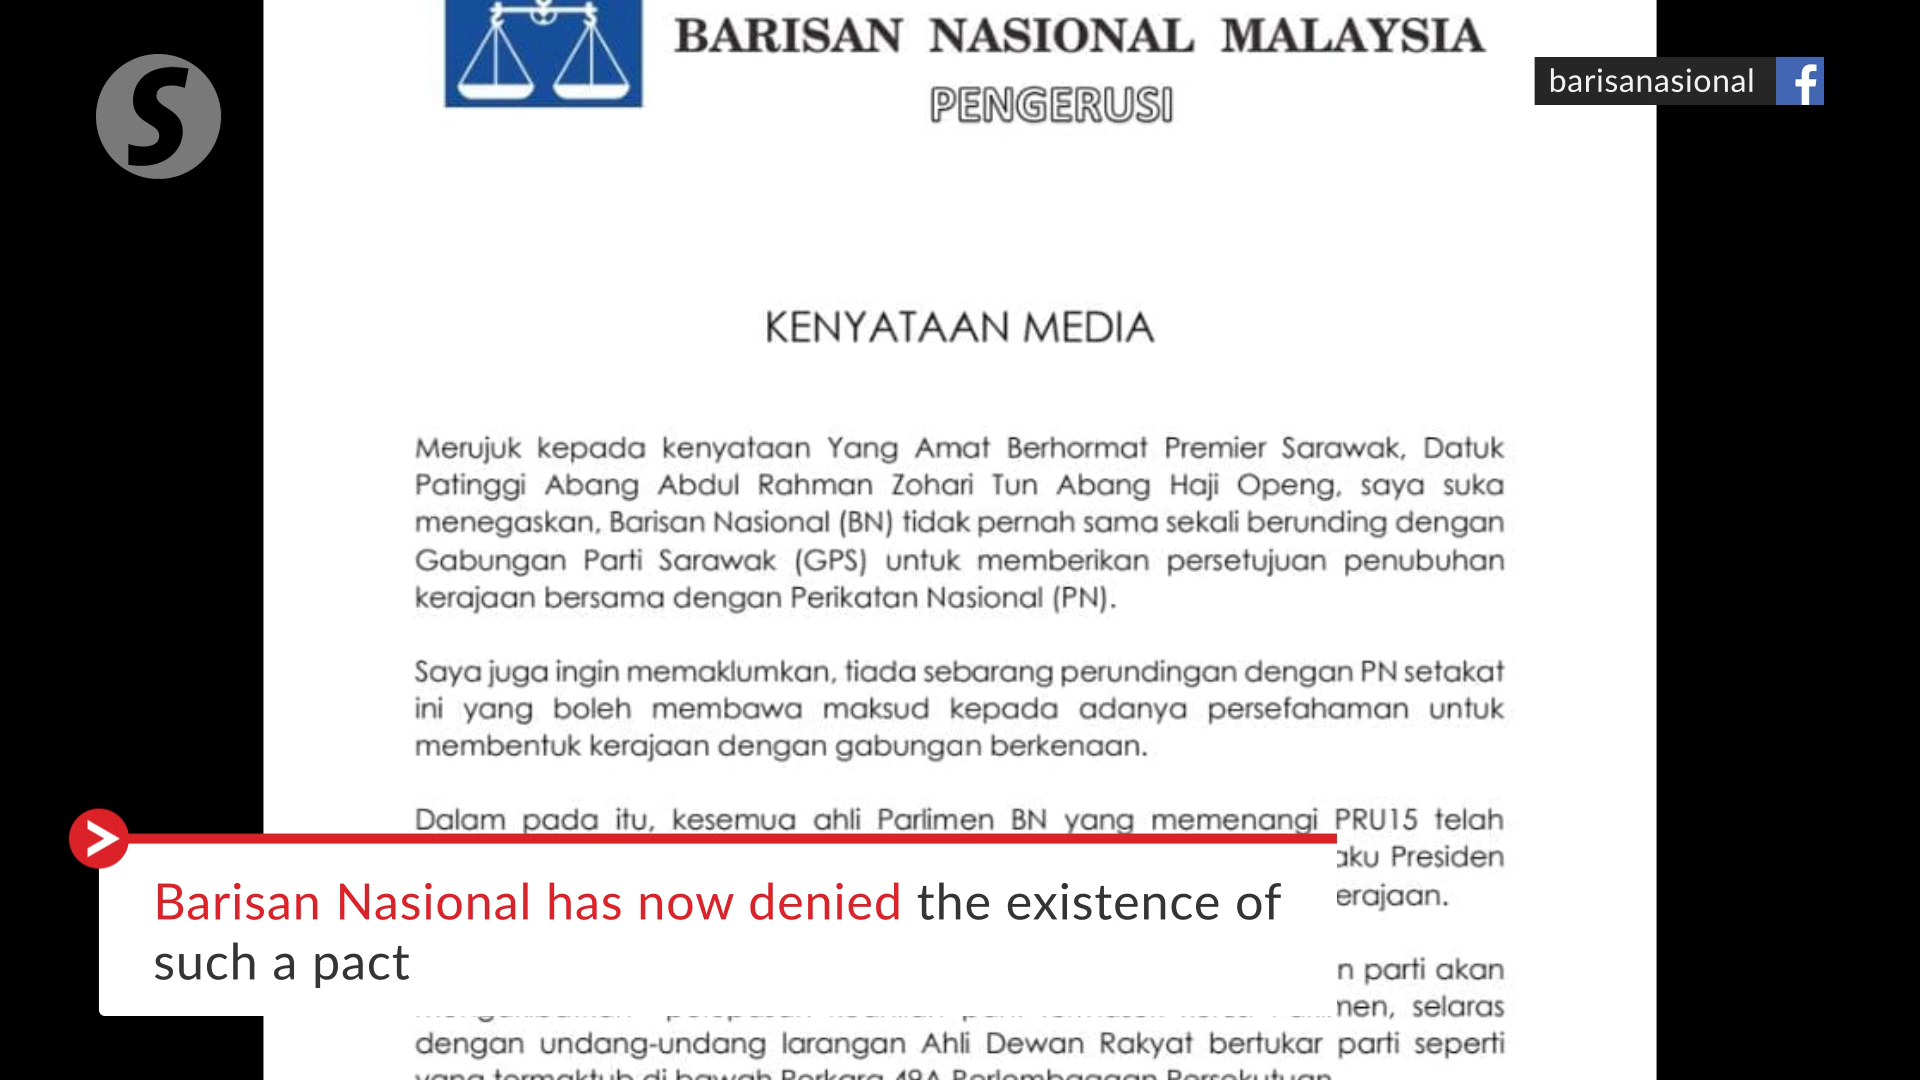 BARISAN NASIONAL MALAYSIA
PENGERUSI
S
barisanasional f
KENYATAAN MEDIA
Merujuk kepada kenyataan Yang Amat Berhormat Premier Sarawak, Datuk
Patinggi Abang Abdul Rahman Zohari Tun Abang Haji Openg, saya suka
menegaskan, Barisan Nasional (BN) tidak pernah sama sekali berunding dengan
Gabungan Parti Sarawak (GPS) untuk memberikan persetujuan penubuhan
kerajaan bersama dengan Perikatan Nasional (PN).
Saya juga ingin memaklumkan, tiada sebarang perundingan dengan PN setakat
ini yang boleh membawa maksud kepada adanya persefahaman untuk
membentuk kerajaan dengan gabungan berkenaan.
Dalam pada itu, kesemua ahli Parlimen BN yang memenangi PRU15 telah
Presiden
parti akan
selaras
dengan undang-undang larangan Ahli Dewan Rakyat bertukar parti seperti
Barisan Nasional has now denied the existence of
such a pact